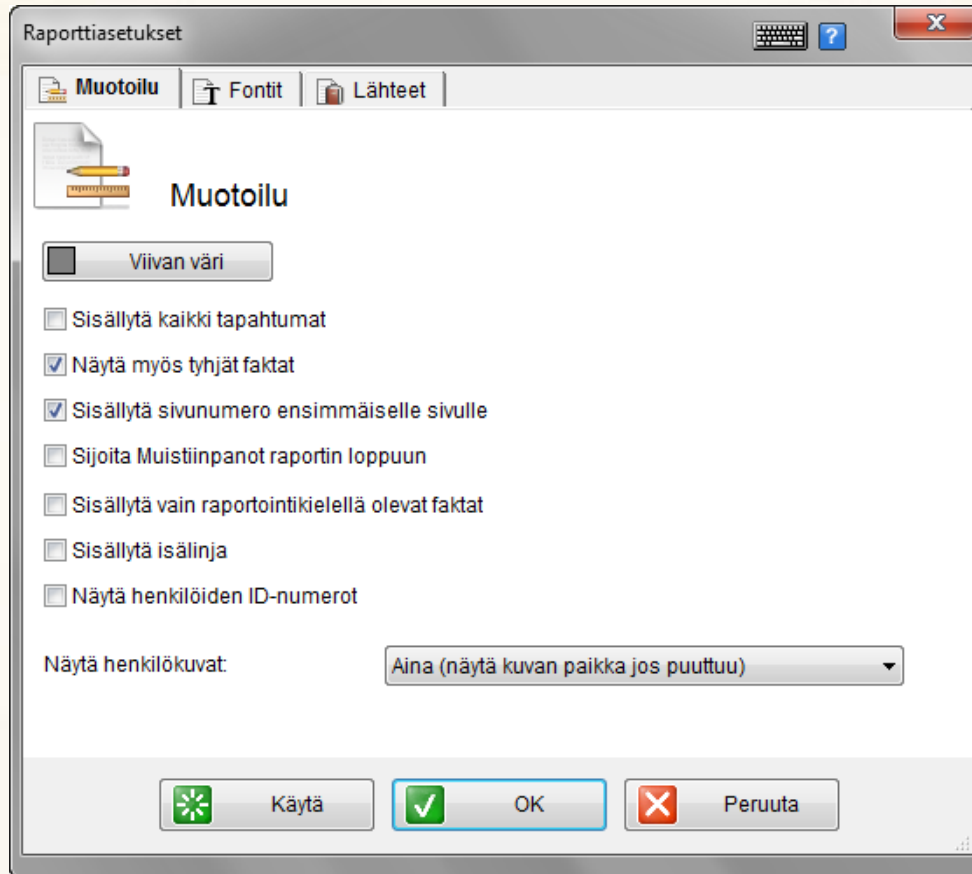 Raporttiasetukset
?
Muotoilu Fontit Lähteet
Muotoilu
Viivan väri
Sisällytä kaikki tapahtumat
Näytä myös tyhjät faktat
Sisällytä sivunumero ensimmäiselle sivulle
Sijoita Muistiinpanot raportin loppuun
Sisällytä vain raportointikielellä olevat faktat
Sisällytä isälinja
Näytä henkilöiden ID-numerot
Näytä henkilökuvat: Aina (näytä kuvan paikka jos puuttuu)
Käytä OK Peruuta